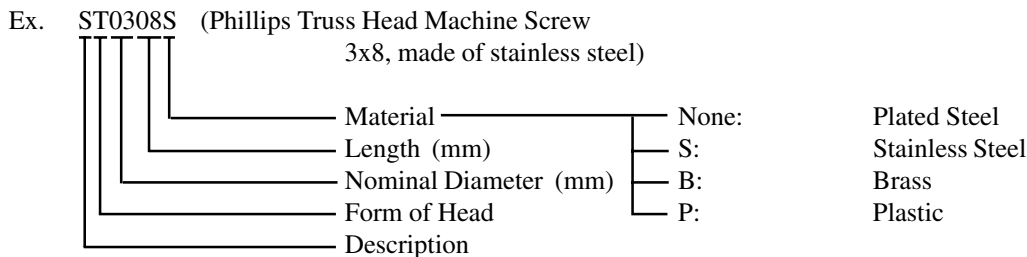 Ex. ST0308S (Phillips Truss Head Machine Screw
3x8, made of stainless steel)
Material None: Plated Steel
Length (mm) S: Stainless Steel
Nominal Diameter (mm) B: Brass
Form of Head P: Plastic
Description